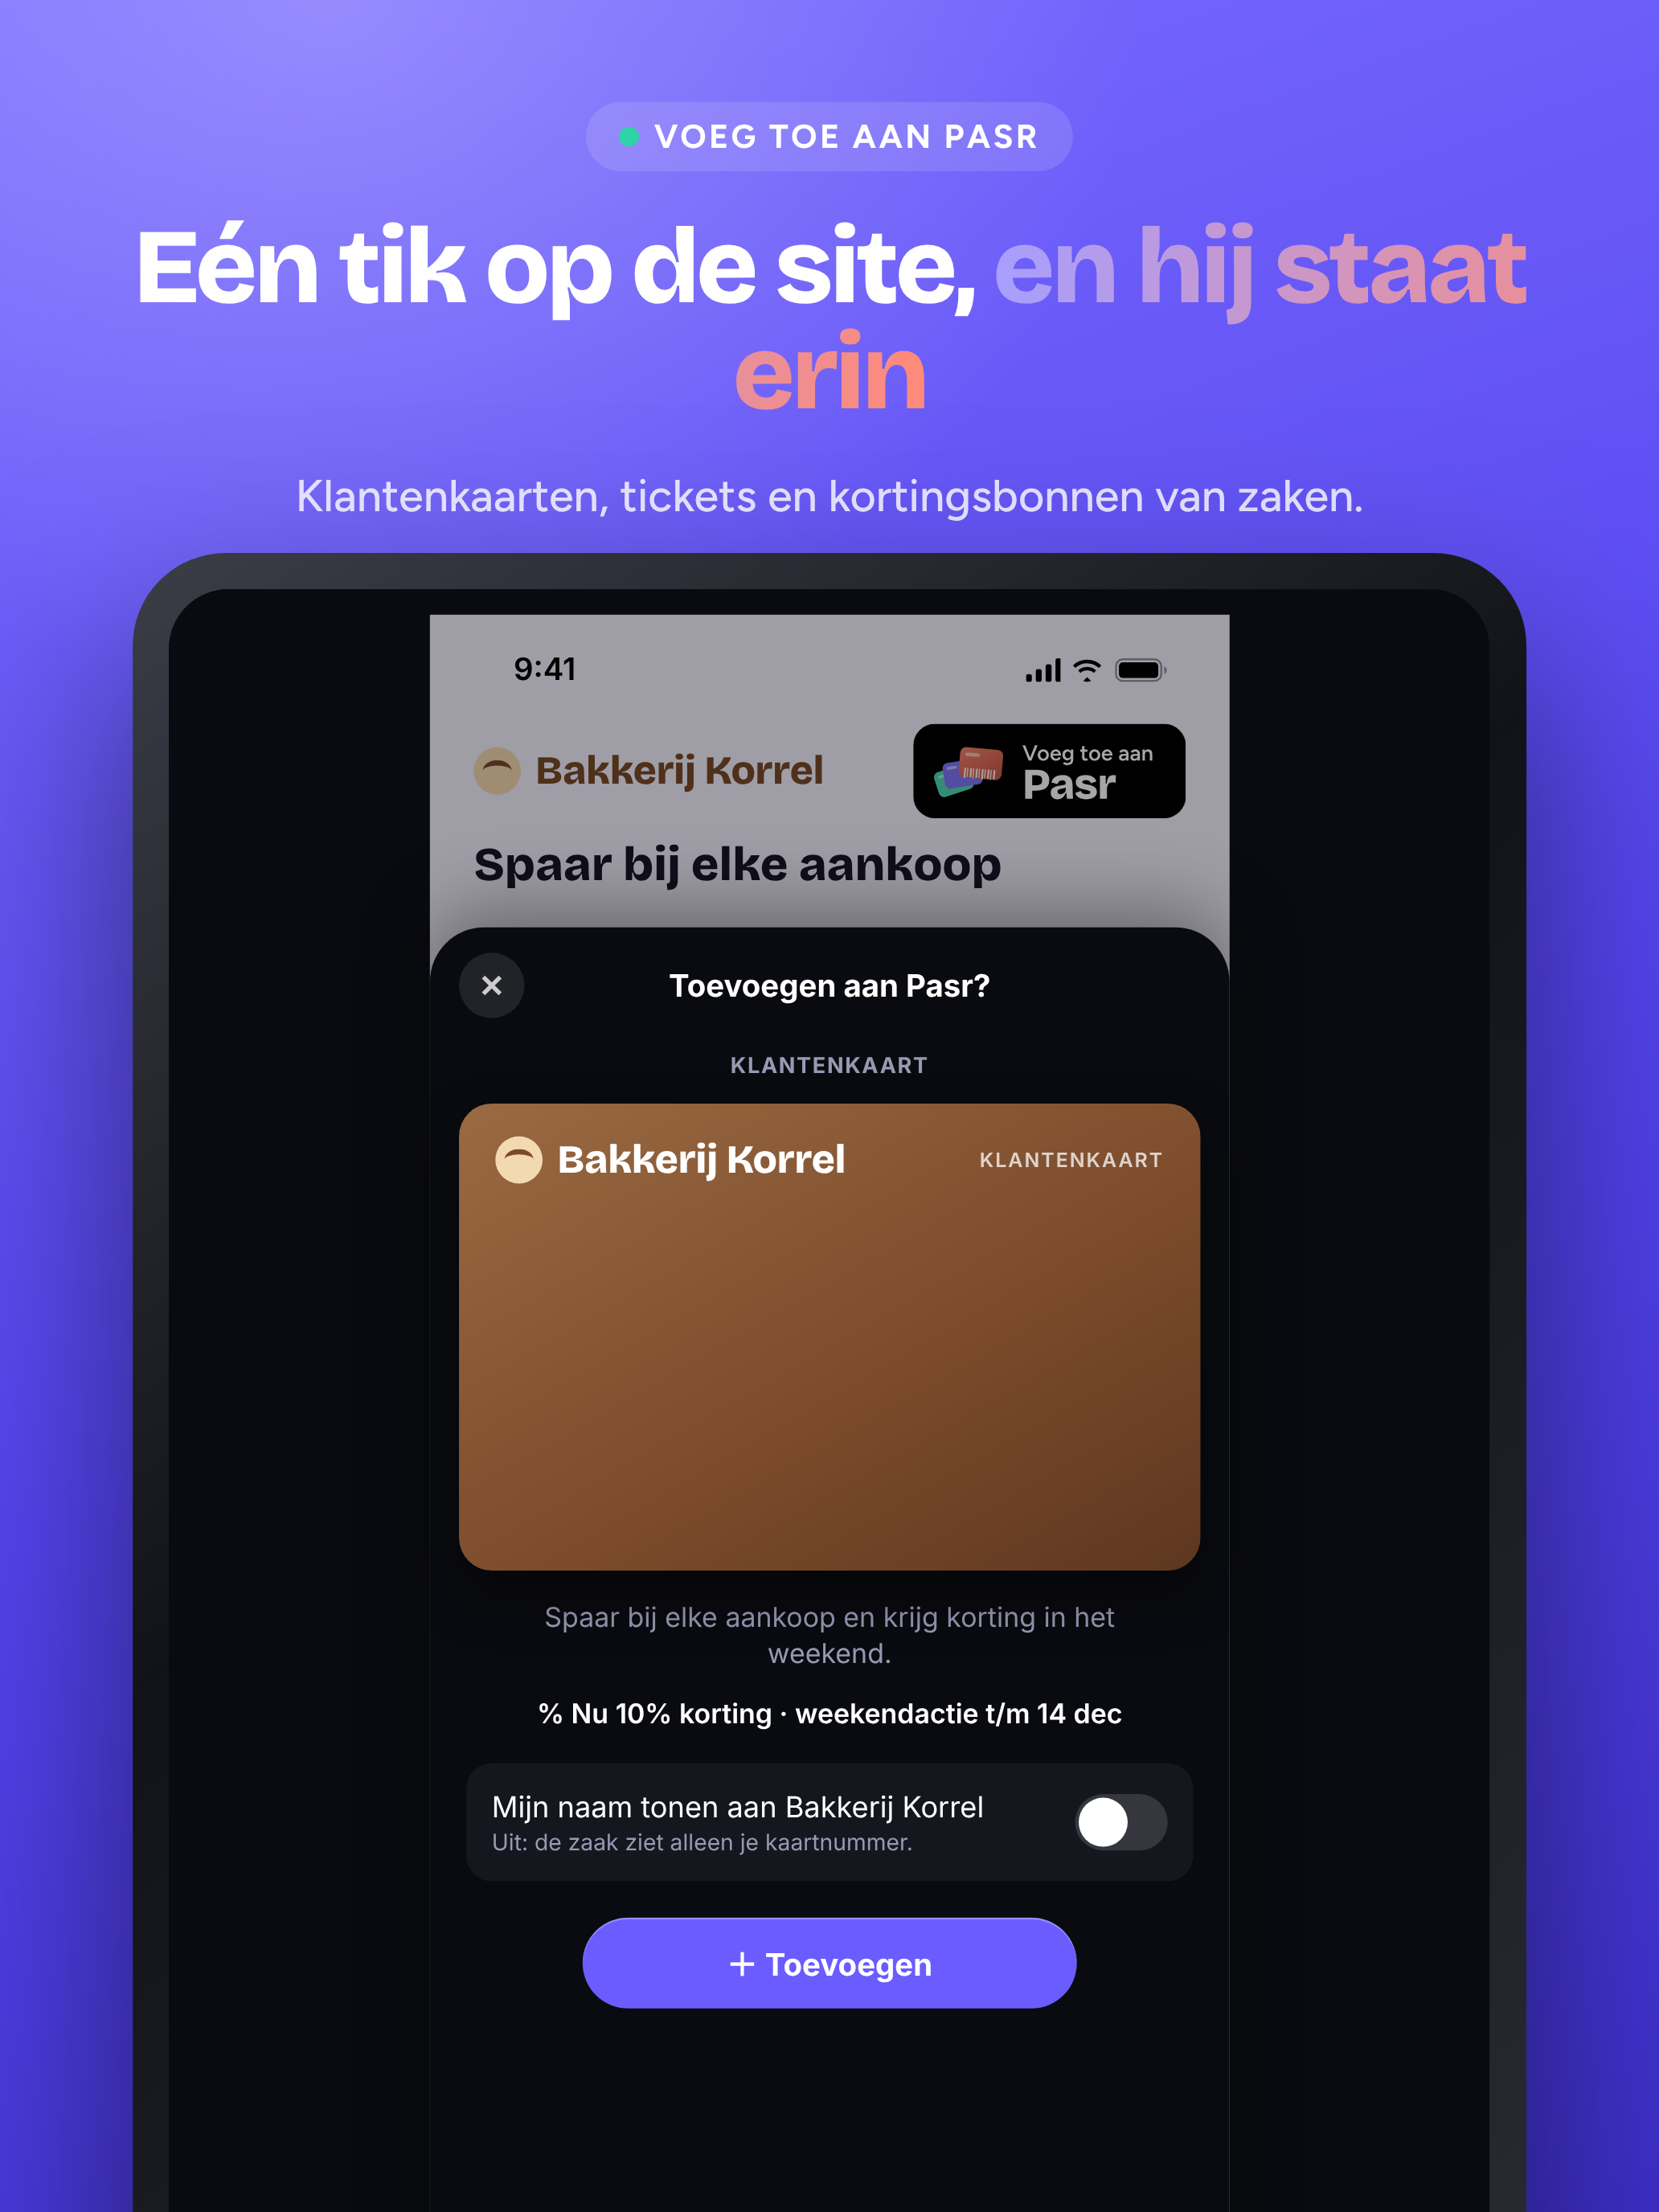 VOEG TOE AAN PASR
Eén tik op de site, en hij staat
erin
Klantenkaarten, tickets en kortingsbonnen van zaken.
9:41
Bakkerij Korrel
Voeg toe aan
Pasr
Spaar bij elke aankoop
Toevoegen aan Pasr?
KLANTENKAART
Bakkerij Korrel
KLANTENKAART
Spaar bij elke aankoop en krijg korting in het
weekend.
% Nu 10% korting · weekendactie t/m 14 dec
Mijn naam tonen aan Bakkerij Korrel
Uit: de zaak ziet alleen je kaartnummer.
+ Toevoegen